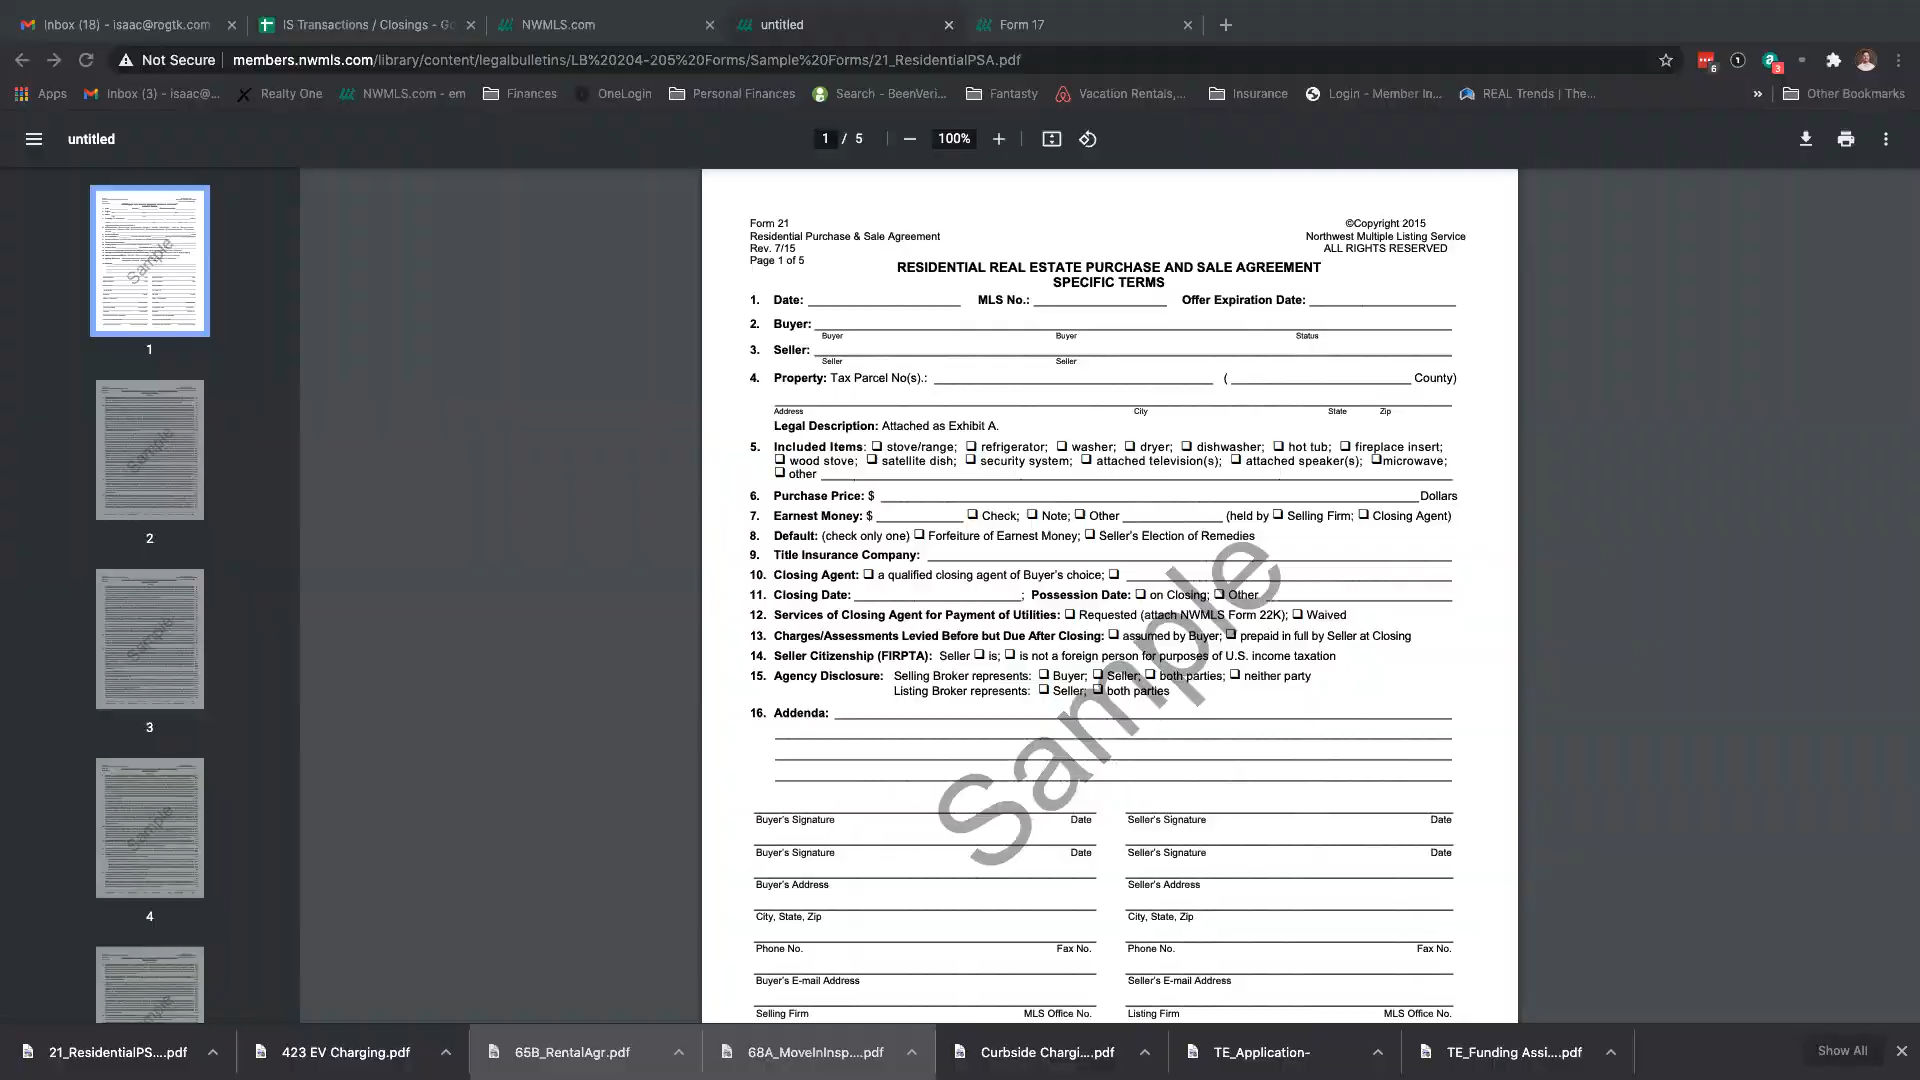 Inbox (18) - isaac@rogtk.com
IS Transactions / Closings - Go
NWMLS.com
untitled
Form 17
Not Secure
members.nwmls.com/library/content/legalbulletins/LB%20204-205%20Forms/Sample%20Forms/21_ResidentialPSA.pdf
6
3
Apps
Inbox (3) - isaac@...
Realty One
NWMLS.com - em
Finances
OneLogin
Personal Finances
Search - BeenVeri...
Fantasty
Vacation Rentals,...
Insurance
Login - Member In...
REAL Trends | The...
»
Other Bookmarks
untitled
1 / 5
100%
Form 21
Residential Purchase & Sale Agreement
Rev. 7/15
Page 1 of 5
©Copyright 2015
Northwest Multiple Listing Service
ALL RIGHTS RESERVED
RESIDENTIAL REAL ESTATE PURCHASE AND SALE AGREEMENT
SPECIFIC TERMS
1. Date: MLS No.: Offer Expiration Date:
2. Buyer:
Buyer Buyer Status
3. Seller:
Seller Seller
4. Property: Tax Parcel No(s).: ( County)
Address City State Zip
Legal Description: Attached as Exhibit A.
5. Included Items: ❑ stove/range; ❑ refrigerator; ❑ washer; ❑ dryer; ❑ dishwasher; ❑ hot tub; ❑ fireplace insert;
❑ wood stove; ❑ satellite dish; ❑ security system; ❑ attached television(s); ❑ attached speaker(s); ❑microwave;
❑ other
6. Purchase Price: $ Dollars
7. Earnest Money: $ ❑ Check; ❑ Note; ❑ Other (held by ❑ Selling Firm; ❑ Closing Agent)
8. Default: (check only one) ❑ Forfeiture of Earnest Money; ❑ Seller's Election of Remedies
9. Title Insurance Company:
10. Closing Agent: ❑ a qualified closing agent of Buyer's choice; ❑
11. Closing Date: ; Possession Date: ❑ on Closing; ❑ Other
12. Services of Closing Agent for Payment of Utilities: ❑ Requested (attach NWMLS Form 22K); ❑ Waived
13. Charges/Assessments Levied Before but Due After Closing: ❑ assumed by Buyer; ❑ prepaid in full by Seller at Closing
14. Seller Citizenship (FIRPTA): Seller ❑ is; ❑ is not a foreign person for purposes of U.S. income taxation
15. Agency Disclosure: Selling Broker represents: ❑ Buyer; ❑ Seller; ❑ both parties; ❑ neither party
Listing Broker represents: ❑ Seller; ❑ both parties
16. Addenda:
Sample
Buyer's Signature Date Seller's Signature Date
Buyer's Signature Date Seller's Signature Date
Buyer's Address Seller's Address
City, State, Zip City, State, Zip
Phone No. Fax No. Phone No. Fax No.
Buyer's E-mail Address Seller's E-mail Address
Selling Firm MLS Office No. Listing Firm MLS Office No.
Sample
1
Sample
2
Sample
3
Sample
4
Sample
21_ResidentialPS....pdf
423 EV Charging.pdf
65B_RentalAgr.pdf
68A_MoveInInsp....pdf
Curbside Chargi....pdf
TE_Application-
TE_Funding Assi....pdf
Show All